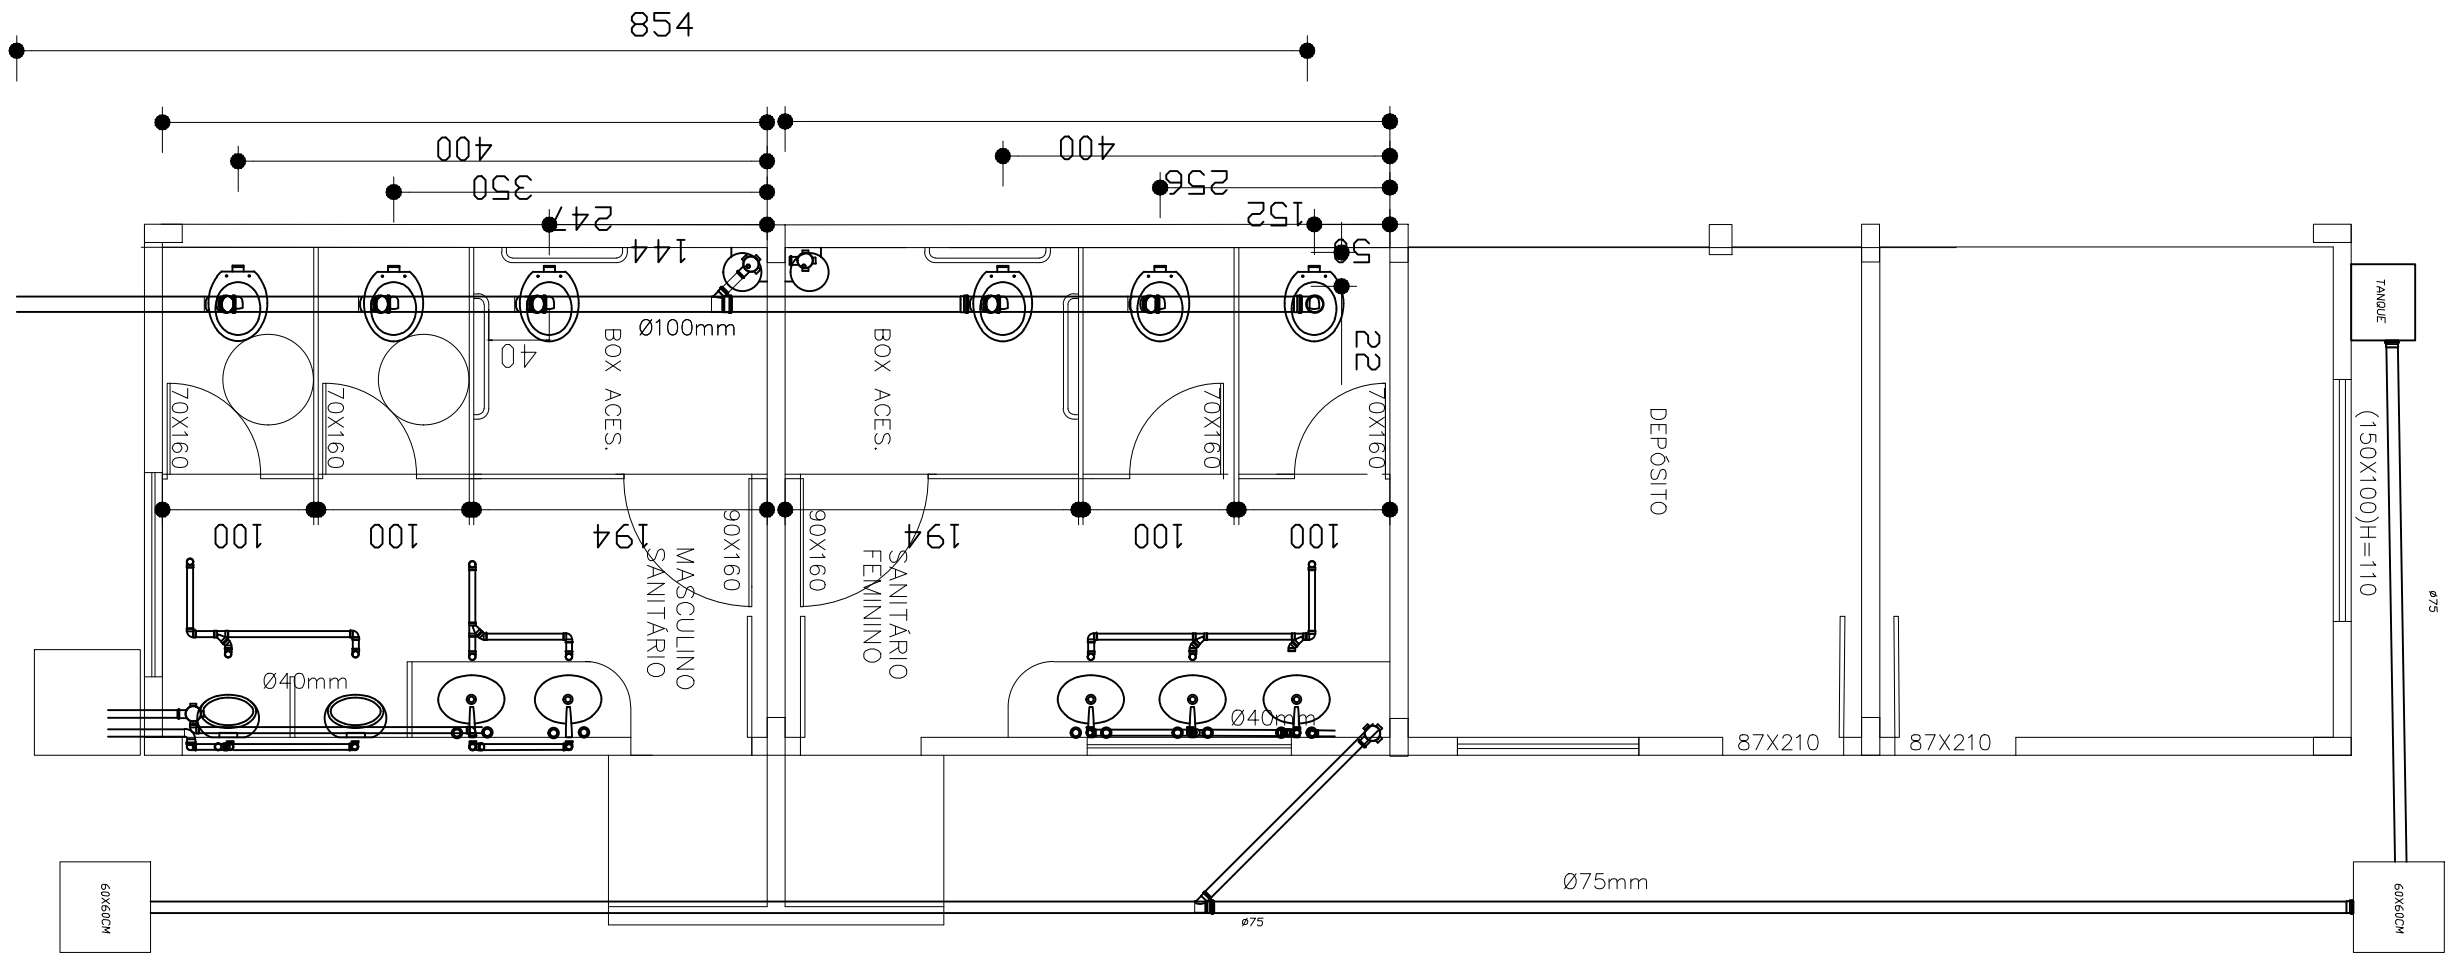 854
400
400
350
256
247
152
144
5
TANQUE
Ø100mm
40
BOX ACES.
BOX ACES.
22
70X160
70X160
70X160
70X160
DEPÓSITO
(150X100)H=110
100
100
194
194
100
100
90X160
90X160
SANITÁRIO
MASCULINO
SANITÁRIO
FEMININO
Ø75
Ø40mm
Ø40mm
87X210
87X210
60X60CM
Ø75mm
Ø75
60X60CM